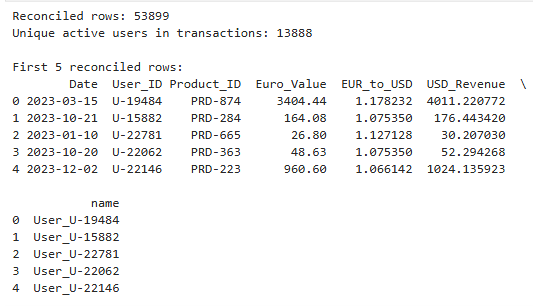 Reconciled rows: 53899
Unique active users in transactions: 13888

First 5 reconciled rows:
        Date  User_ID Product_ID  Euro_Value  EUR_to_USD  USD_Revenue  \
0 2023-03-15  U-19484    PRD-874     3404.44    1.178232  4011.220772
1 2023-10-21  U-15882    PRD-284      164.08    1.075350   176.443420
2 2023-01-10  U-22781    PRD-665       26.80    1.127128    30.207030
3 2023-10-20  U-22062    PRD-363       48.63    1.075350    52.294268
4 2023-12-02  U-22146    PRD-223      960.60    1.066142  1024.135923

           name
0  User_U-19484
1  User_U-15882
2  User_U-22781
3  User_U-22062
4  User_U-22146